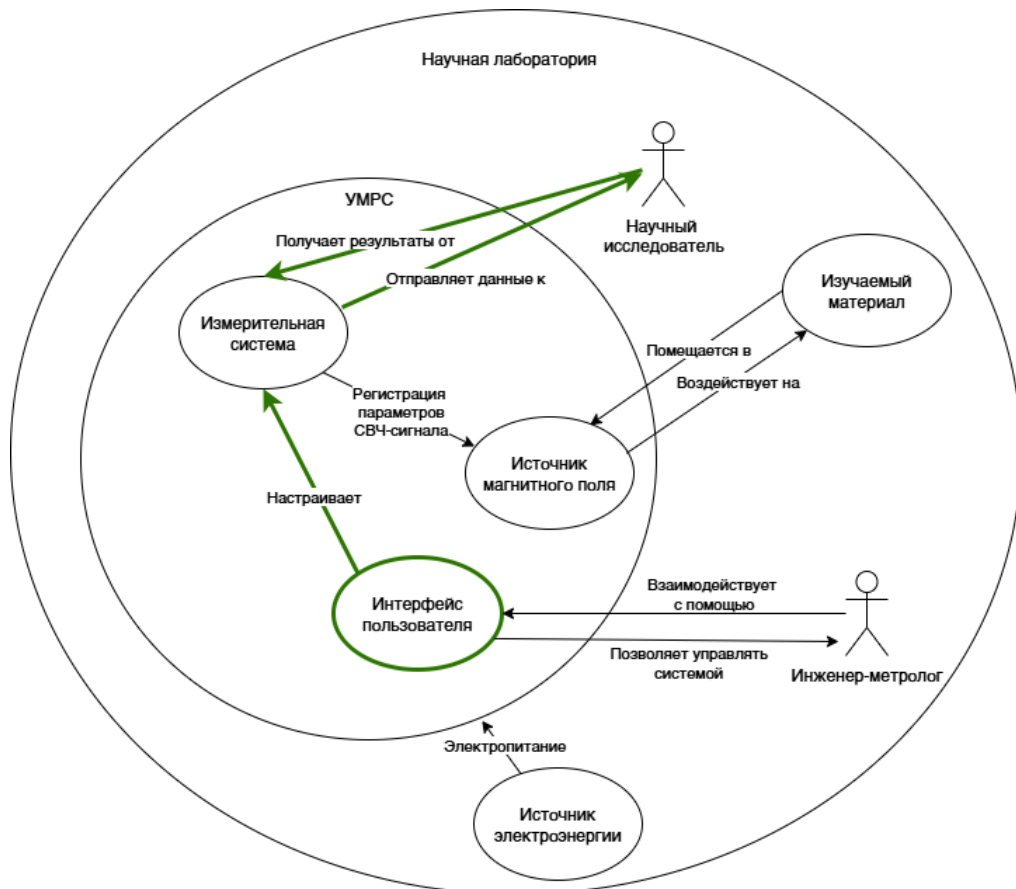 Научная лаборатория
УМРС
Научный
исследователь
Получает результаты от
Отправляет данные к
Изучаемый
материал
Измерительная
система
Помещается в
Воздействует на
Регистрация
параметров
СВЧ-сигнала
Источник
магнитного поля
Настраивает
Интерфейс
пользователя
Взаимодействует
с помощью
Позволяет управлять
системой
Инженер-метролог
Электропитание
Источник
электроэнергии